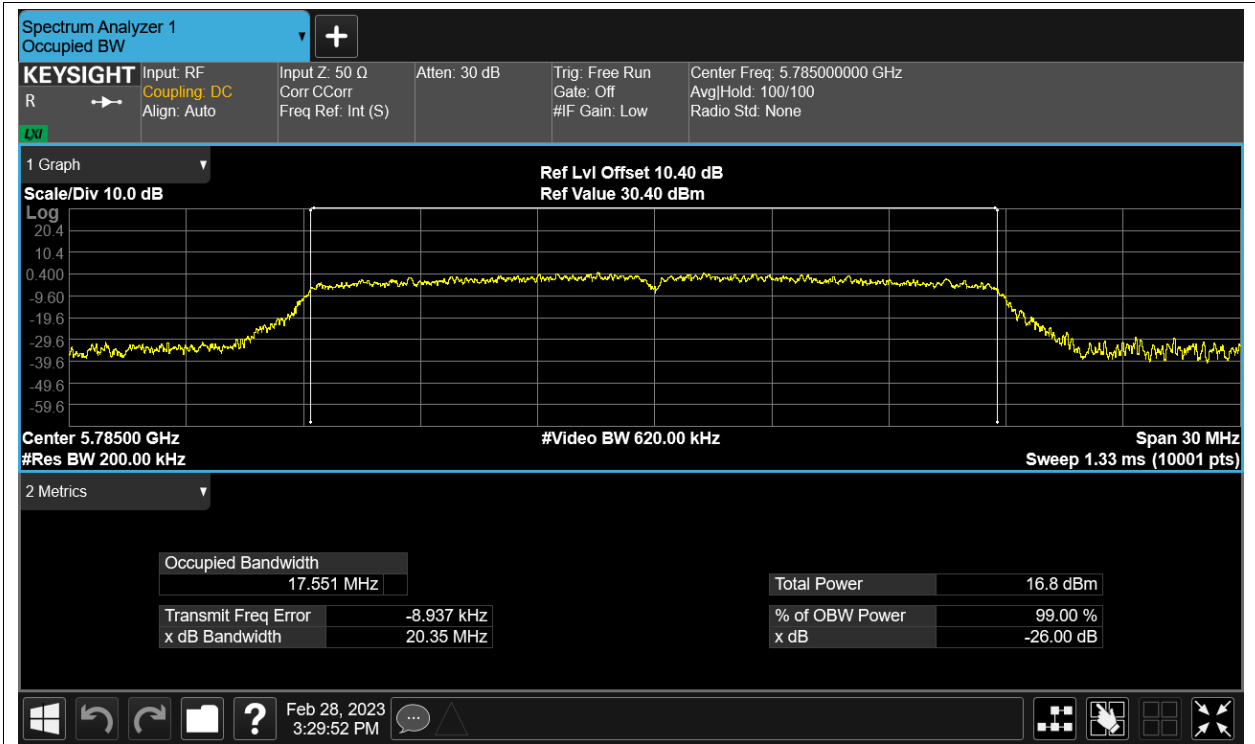 Spectrum Analyzer 1
Occupied BW
KEYSIGHT
R
LXI
Input: RF
Coupling: DC
Align: Auto
Input Z: 50 Ω
Corr CCorr
Freq Ref: Int (S)
Atten: 30 dB
Trig: Free Run
Gate: Off
#IF Gain: Low
Center Freq: 5.785000000 GHz
Avg|Hold: 100/100
Radio Std: None
1 Graph
Scale/Div 10.0 dB
Ref Lvl Offset 10.40 dB
Ref Value 30.40 dBm
Log
20.4
10.4
0.400
-9.60
-19.6
-29.6
-39.6
-49.6
-59.6
Center 5.78500 GHz
#Res BW 200.00 kHz
#Video BW 620.00 kHz
Span 30 MHz
Sweep 1.33 ms (10001 pts)
2 Metrics
Occupied Bandwidth
17.551 MHz
Transmit Freq Error -8.937 kHz
x dB Bandwidth 20.35 MHz
Total Power 16.8 dBm
% of OBW Power 99.00 %
x dB -26.00 dB
Feb 28, 2023
3:29:52 PM